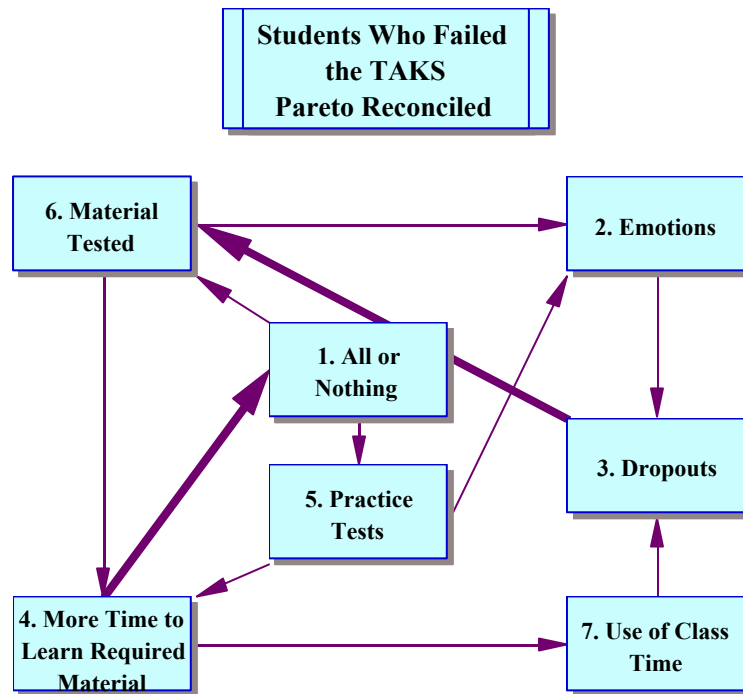 Students Who Failed
the TAKS
Pareto Reconciled
6. Material
Tested
2. Emotions
1. All or
Nothing
3. Dropouts
5. Practice
Tests
4. More Time to
Learn Required
Material
7. Use of Class
Time